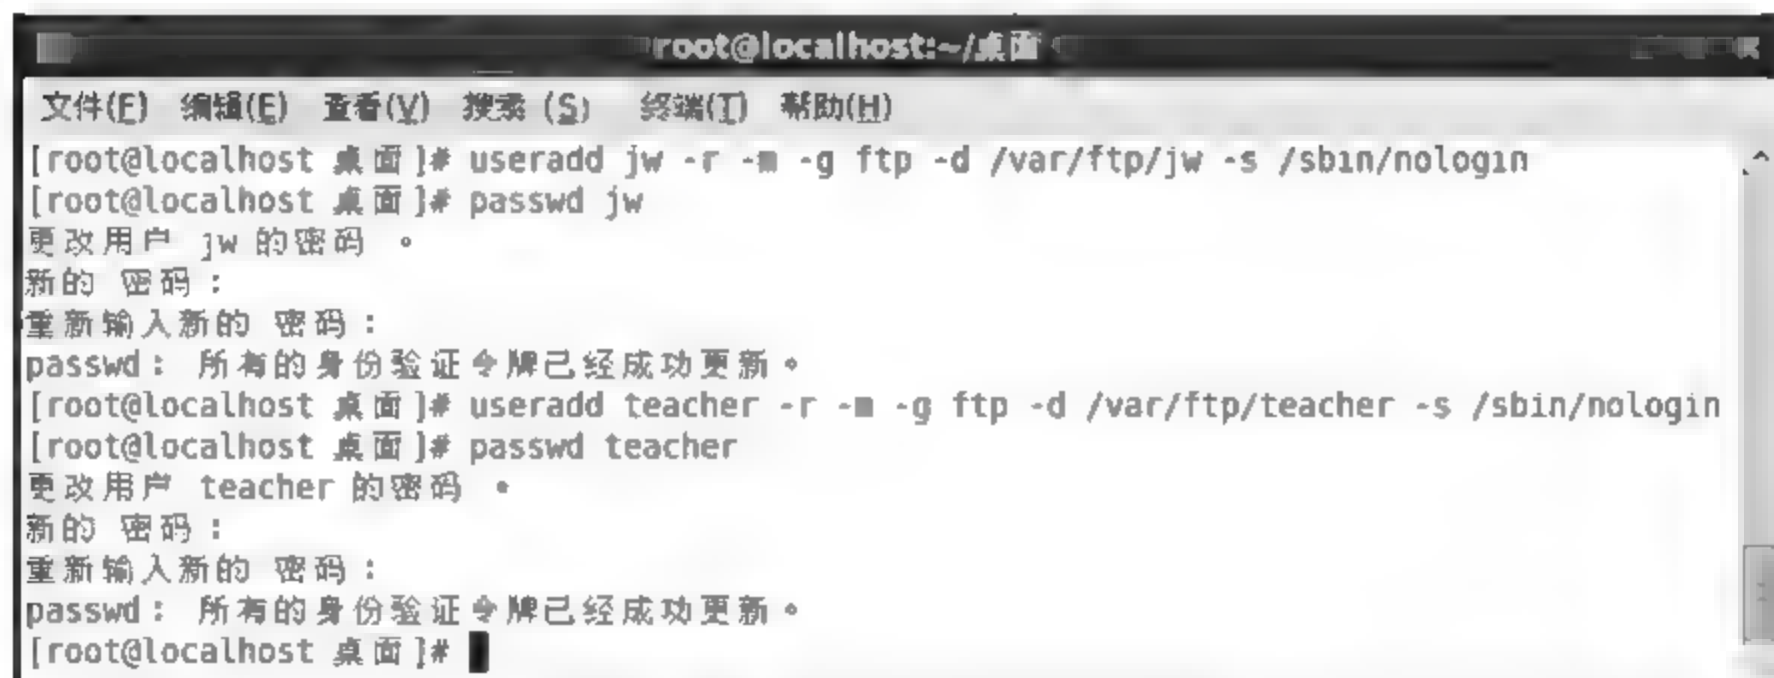 root@localhost:~/桌面
文件(F) 编辑(E) 查看(V) 搜索 (S) 终端(T) 帮助(H)
[root@localhost 桌面]# useradd jw -r -m -g ftp -d /var/ftp/jw -s /sbin/nologin
[root@localhost 桌面]# passwd jw
更改用户 jw 的密码 。
新的 密码：
重新输入新的 密码：
passwd： 所有的身份验证令牌已经成功更新。
[root@localhost 桌面]# useradd teacher -r -m -g ftp -d /var/ftp/teacher -s /sbin/nologin
[root@localhost 桌面]# passwd teacher
更改用户 teacher 的密码 。
新的 密码：
重新输入新的 密码：
passwd： 所有的身份验证令牌已经成功更新。
[root@localhost 桌面]#